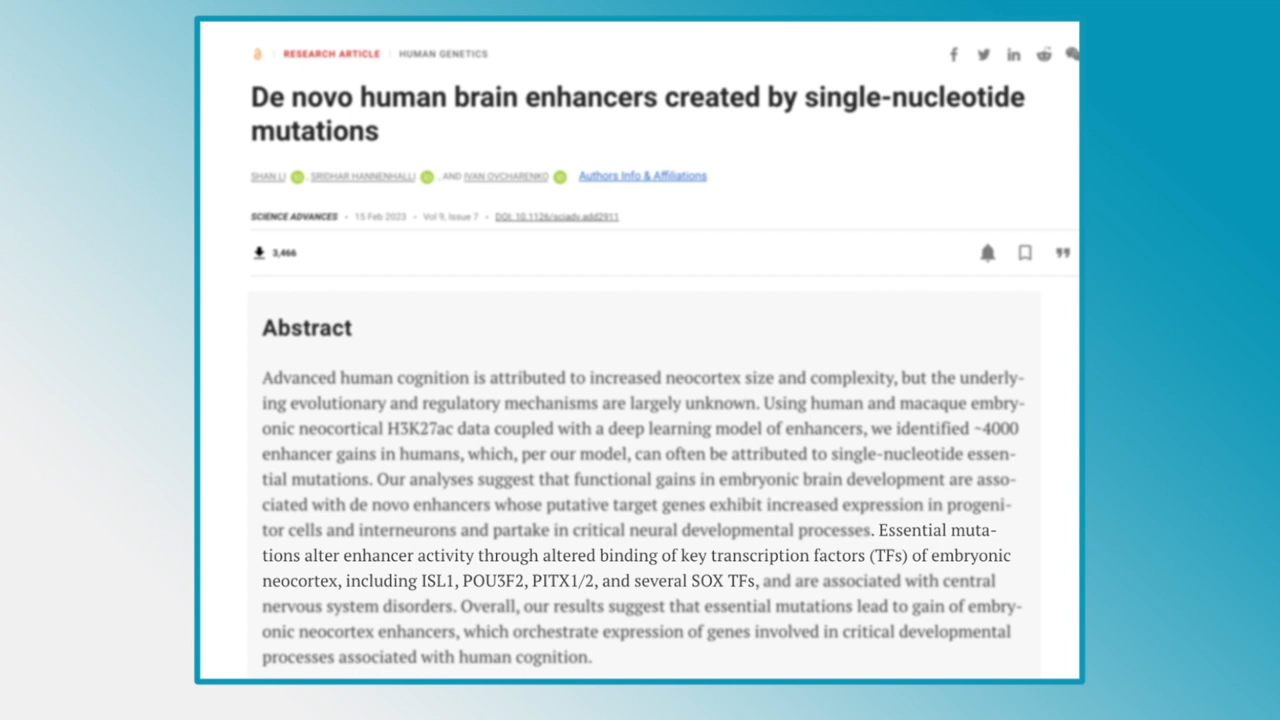 RESEARCH ARTICLE | HUMAN GENETICS
De novo human brain enhancers created by single-nucleotide
mutations
SHAN LI, SRIDHAR HANNENHALLI, AND IVAN OVCHARENKO Authors Info & Affiliations
SCIENCE ADVANCES • 15 Feb 2023 • Vol 9, Issue 7 • DOI: 10.1126/sciadv.add2911
3,466
Abstract
Advanced human cognition is attributed to increased neocortex size and complexity, but the underly-
ing evolutionary and regulatory mechanisms are largely unknown. Using human and macaque embry-
onic neocortical H3K27ac data coupled with a deep learning model of enhancers, we identified ~4000
enhancer gains in humans, which, per our model, can often be attributed to single-nucleotide essen-
tial mutations. Our analyses suggest that functional gains in embryonic brain development are asso-
ciated with de novo enhancers whose putative target genes exhibit increased expression in progeni-
tor cells and interneurons and partake in critical neural developmental processes. Essential muta-
tions alter enhancer activity through altered binding of key transcription factors (TFs) of embryonic
neocortex, including ISL1, POU3F2, PITX1/2, and several SOX TFs, and are associated with central
nervous system disorders. Overall, our results suggest that essential mutations lead to gain of embry-
onic neocortex enhancers, which orchestrate expression of genes involved in critical developmental
processes associated with human cognition.